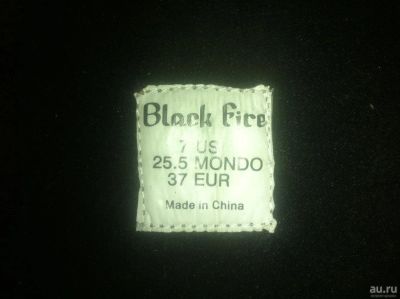 Black Fire
7 US
25.5 MONDO
37 EUR
Made in China
au.ru